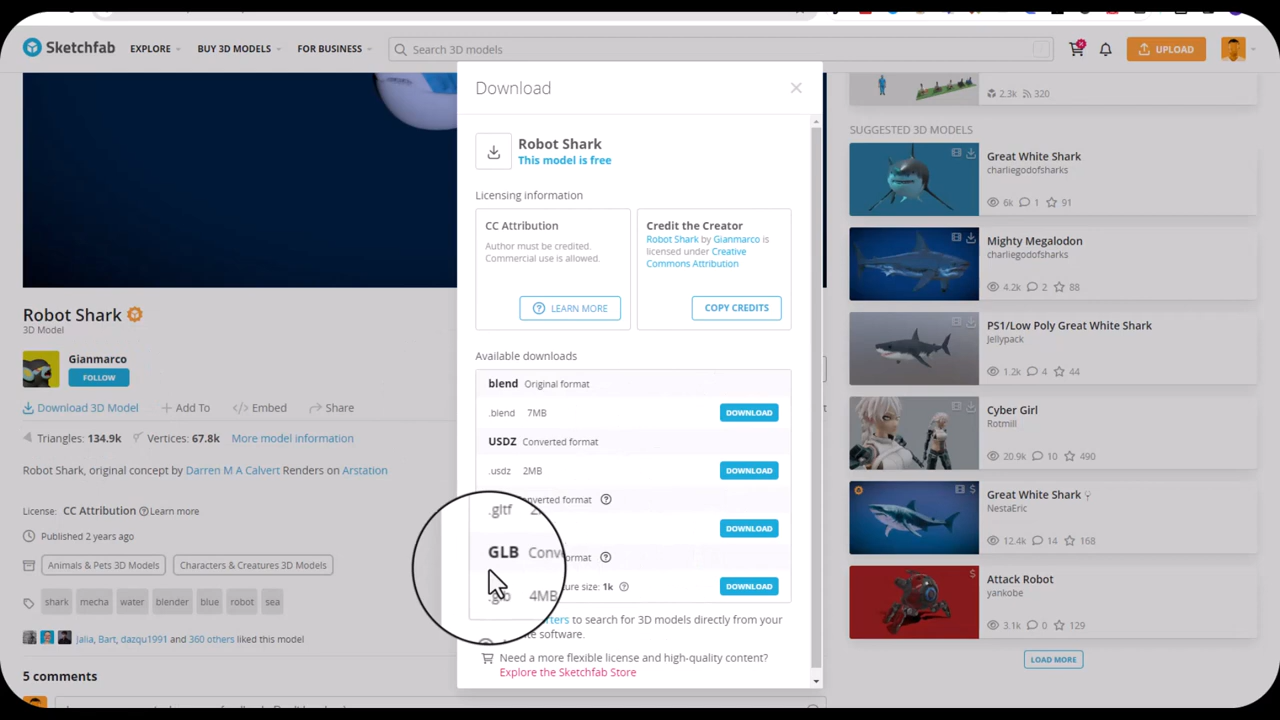 Sketchfab
EXPLORE
BUY 3D MODELS
FOR BUSINESS
Search 3D models
UPLOAD
Download
Robot Shark
This model is free
Licensing information
CC Attribution
Author must be credited.
Commercial use is allowed.
LEARN MORE
Credit the Creator
Robot Shark by Gianmarco is
licensed under Creative
Commons Attribution
COPY CREDITS
Available downloads
blend Original format
.blend 7MB
DOWNLOAD
USDZ Converted format
.usdz 2MB
DOWNLOAD
format
.gltf
DOWNLOAD
GLB
.glb 4MB
size: 1k
DOWNLOAD
to search for 3D models directly from your
software.
Need a more flexible license and high-quality content?
Explore the Sketchfab Store
Robot Shark
3D Model
Gianmarco
FOLLOW
Download 3D Model
Add To
Embed
Share
Triangles: 134.9k
Vertices: 67.8k
More model information
Robot Shark, original concept by Darren M A Calvert Renders on Arstation
License: CC Attribution Learn more
Published 2 years ago
Animals & Pets 3D Models
Characters & Creatures 3D Models
shark
mecha
water
blender
blue
robot
sea
Jalia, Bart, dazqu1991 and 360 others liked this model
5 comments
2.3k 320
SUGGESTED 3D MODELS
Great White Shark
charliegodofsharks
6k 1 91
Mighty Megalodon
charliegodofsharks
4.2k 2 88
PS1/Low Poly Great White Shark
Jellypack
1.2k 4 44
Cyber Girl
Rotmill
20.9k 10 490
Great White Shark
NestaEric
12.4k 14 168
Attack Robot
yankobe
3.1k 0 129
LOAD MORE